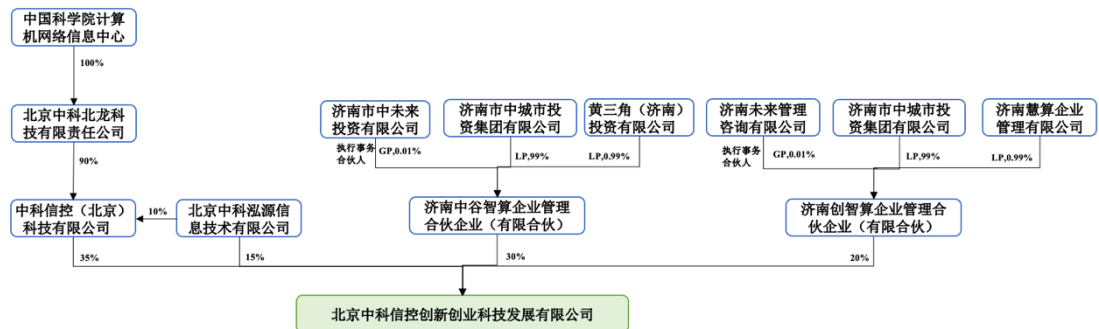 中国科学院计算
机网络信息中心
100%
北京中科北龙科
技有限责任公司
济南市中未来
投资有限公司
济南市中城市投
资集团有限公司
黄三角（济南）
投资有限公司
济南未来管理
咨询有限公司
济南市中城市投
资集团有限公司
济南慧算企业
管理有限公司
90%
执行事务
合伙人
GP,0.01%
LP,99%
LP,0.99%
执行事务
合伙人
GP,0.01%
LP,99%
LP,0.99%
中科信控（北京）
科技有限公司
10%
北京中科泓源信
息技术有限公司
济南中谷智算企业管理
合伙企业（有限合伙）
济南创智算企业管理合
伙企业（有限合伙）
35%
15%
30%
20%
北京中科信控创新创业科技发展有限公司